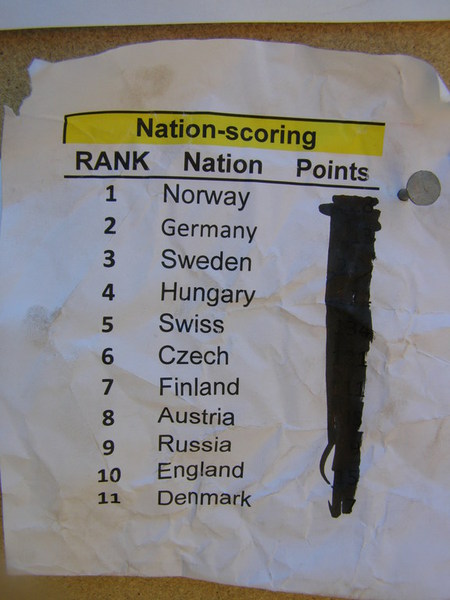 Nation-scoring
RANK Nation Points
1 Norway
2 Germany
3 Sweden
4 Hungary
5 Swiss
6 Czech
7 Finland
8 Austria
9 Russia
10 England
11 Denmark